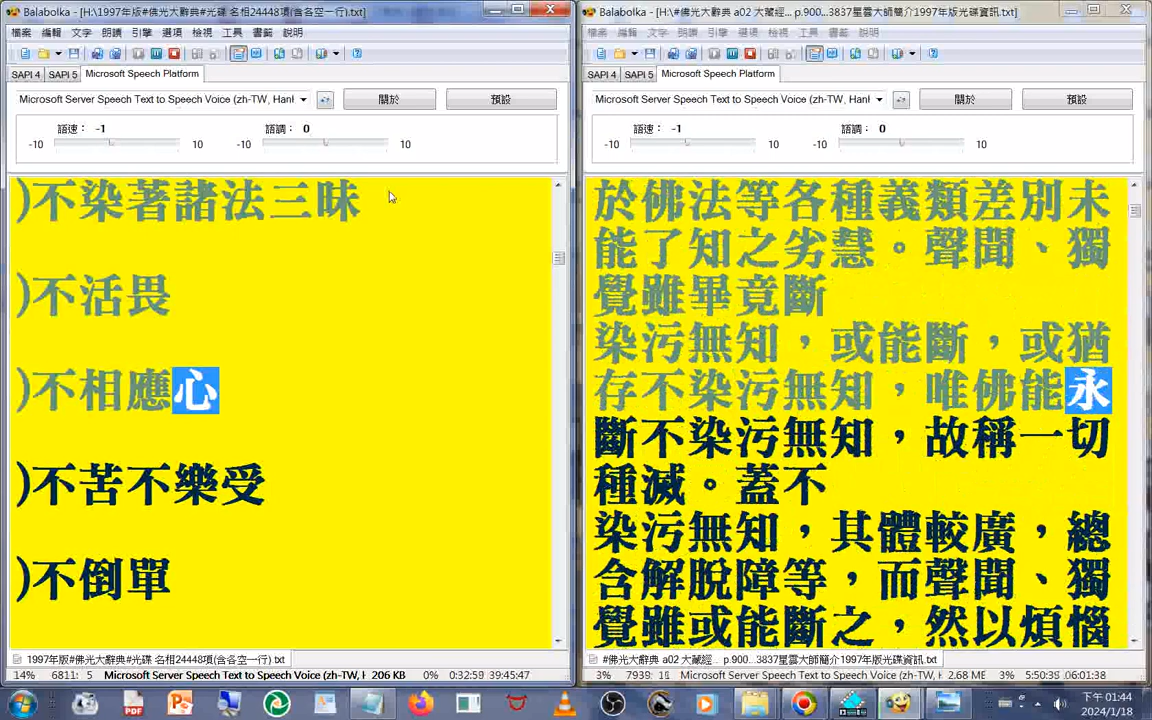 Balabolka - [H:\1997年版#佛光大辭典#光碟 名相24448項(含各空一行).txt]
檔案 編輯 文字 朗讀 引擎 選項 檢視 工具 書籤 說明
SAPI 4 SAPI 5 Microsoft Speech Platform
Microsoft Server Speech Text to Speech Voice (zh-TW, Hanl
關於
預設
語速： -1
語調： 0
-10 10 -10 10
)不染著諸法三昧
)不活畏
)不相應心
)不苦不樂受
)不倒單
1997年版#佛光大辭典#光碟 名相24448項(含各空一行).txt
14% 6811: 5 Microsoft Server Speech Text to Speech Voice (zh-TW, H 206 KB 0% 0:32:59 39:45:47
Balabolka - [H:\#佛光大辭典 a02 大藏經... p.900...3837星雲大師簡介1997年版光碟資訊.txt]
檔案 編輯 文字 朗讀 引擎 選項 檢視 工具 書籤 說明
SAPI 4 SAPI 5 Microsoft Speech Platform
Microsoft Server Speech Text to Speech Voice (zh-TW, Hanl
關於
預設
語速： -1
語調： 0
-10 10 -10 10
於佛法等各種義類差別未
能了知之劣慧。聲聞、獨
覺雖畢竟斷
染污無知，或能斷，或猶
存不染污無知，唯佛能永
斷不染污無知，故稱一切
種滅。蓋不
染污無知，其體較廣，總
含解脫障等，而聲聞、獨
覺雖或能斷之，然以煩惱
#佛光大辭典 a02 大藏經... p.900...3837星雲大師簡介1997年版光碟資訊.txt
3% 7939: 11 Microsoft Server Speech Text to Speech Voice (zh-TW, H 2.68 ME 3% 5:50:39 06:01:38
下午 01:44
2024/1/18